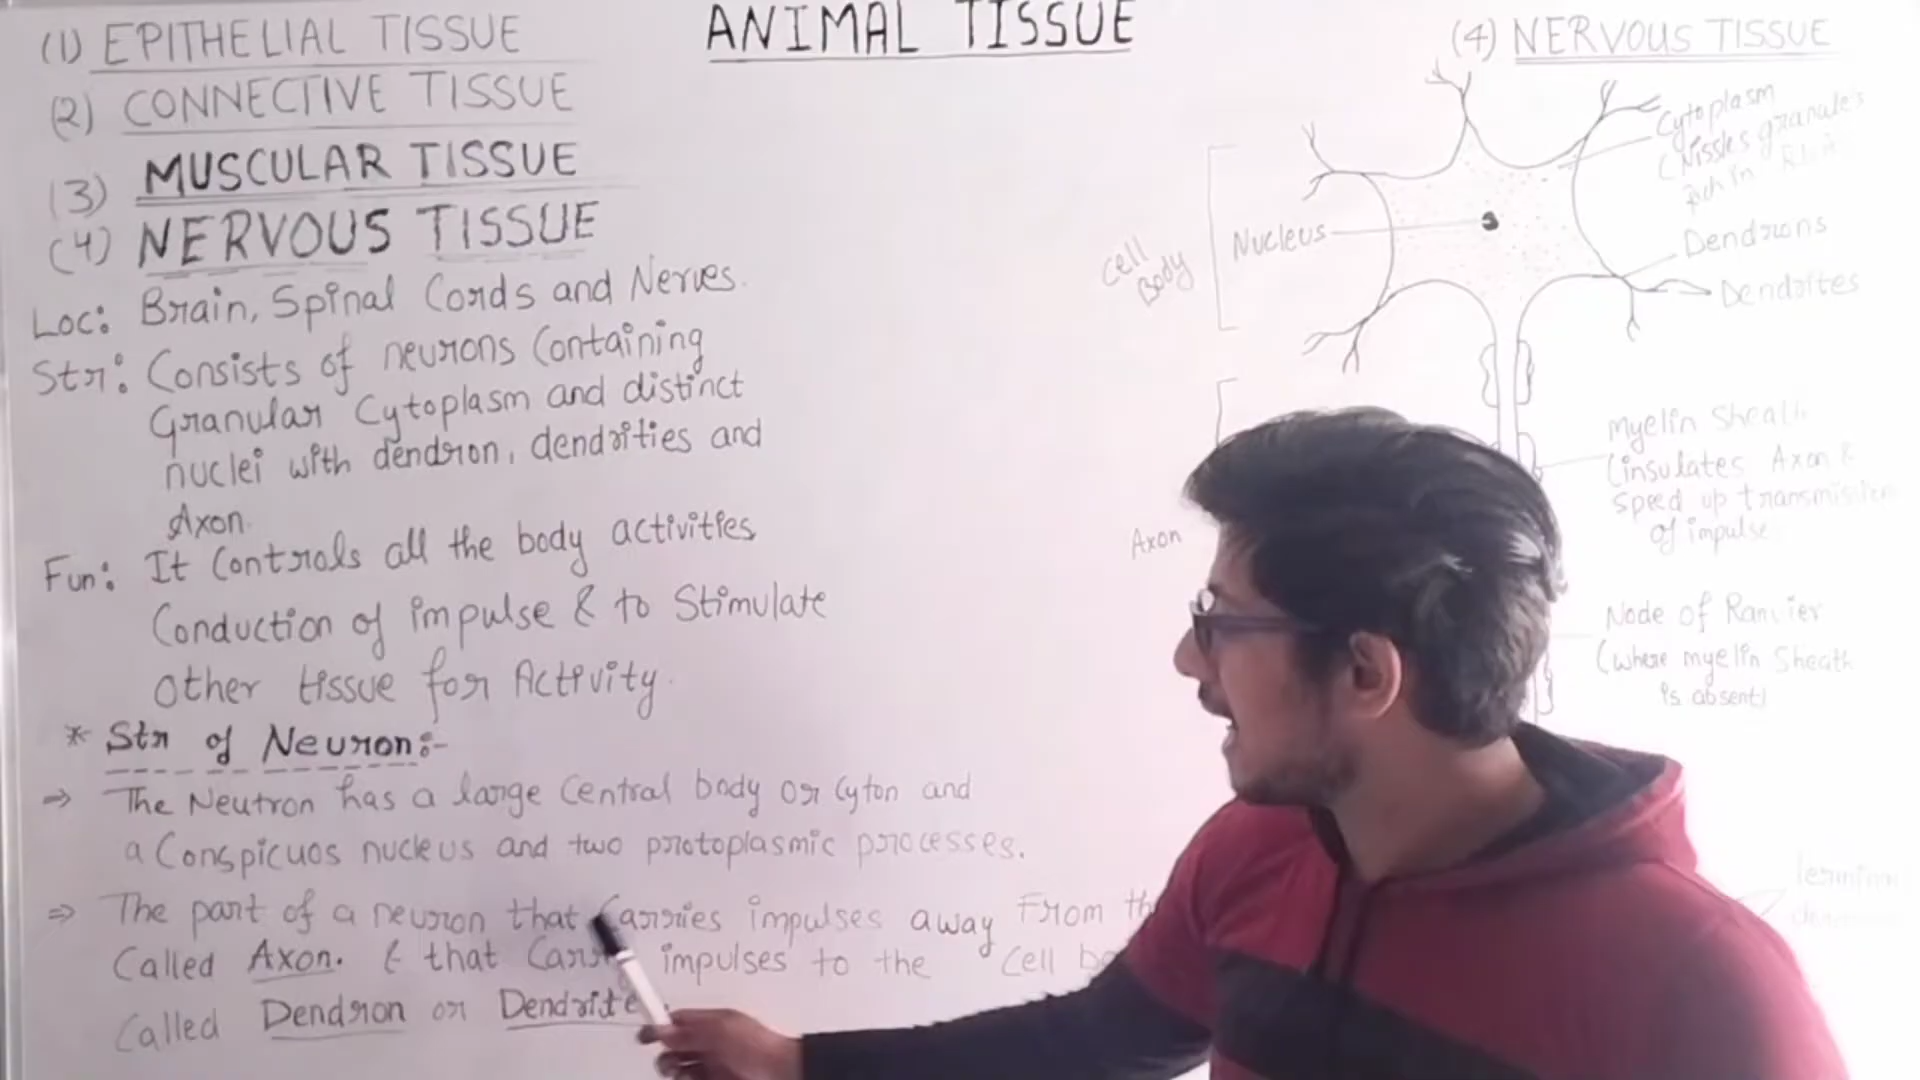 ANIMAL TISSUE
(1) EPITHELIAL TISSUE
(2) CONNECTIVE TISSUE
(3) MUSCULAR TISSUE
(4) NERVOUS TISSUE
Loc: Brain, Spinal Cords and Nerves.
Str: Consists of neurons Containing
Granular Cytoplasm and distinct
nuclei with dendron, dendrities and
Axon.
Fun: It Controls all the body activities
Conduction of impulse & to Stimulate
Other tissue for Activity.
* Str of Neuron:-
⇒ The Neutron has a large Central body or Cyton and
a Conspicuos nucleus and two protoplasmic processes.
⇒ The part of a neuron that Carries impulses away From
Called Axon. & that impulses to the Cell
Called Dendron or Dendrite
(4) NERVOUS TISSUE
Cytoplasm
(Nissles granules
Rich in
Dendrons
Dendrites
Nucleus
Cell
Body
Axon
Myelin Sheath
(insulates Axon &
Speed up transmission
of impulse
Node of Ranvier
(where myelin Sheath
is absent)